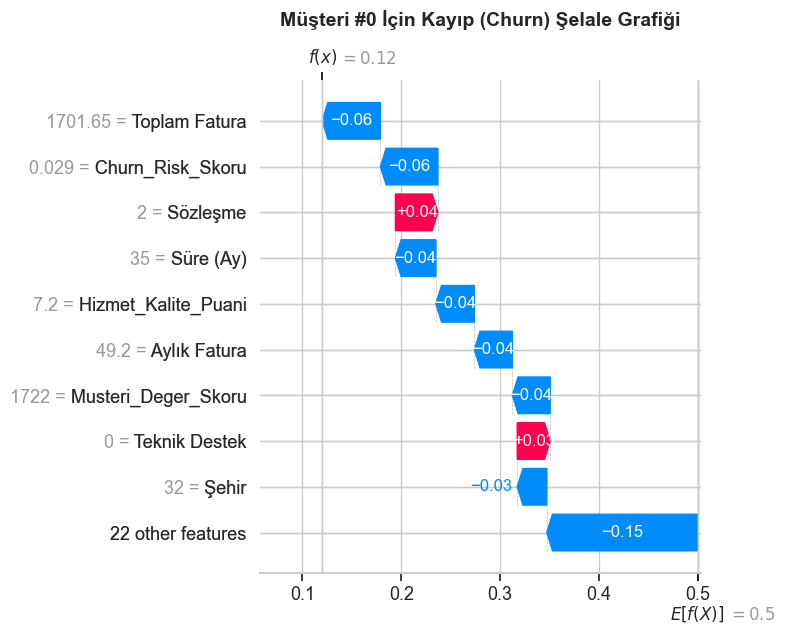 Müşteri #0 İçin Kayıp (Churn) Şelale Grafiği
f(x) = 0.12
1701.65 = Toplam Fatura −0.06
0.029 = Churn_Risk_Skoru −0.06
2 = Sözleşme +0.04
35 = Süre (Ay) −0.04
7.2 = Hizmet_Kalite_Puani −0.04
49.2 = Aylık Fatura −0.04
1722 = Musteri_Deger_Skoru −0.04
0 = Teknik Destek +0.03
32 = Şehir −0.03
22 other features −0.15
0.1 0.2 0.3 0.4 0.5
E[f(X)] = 0.5